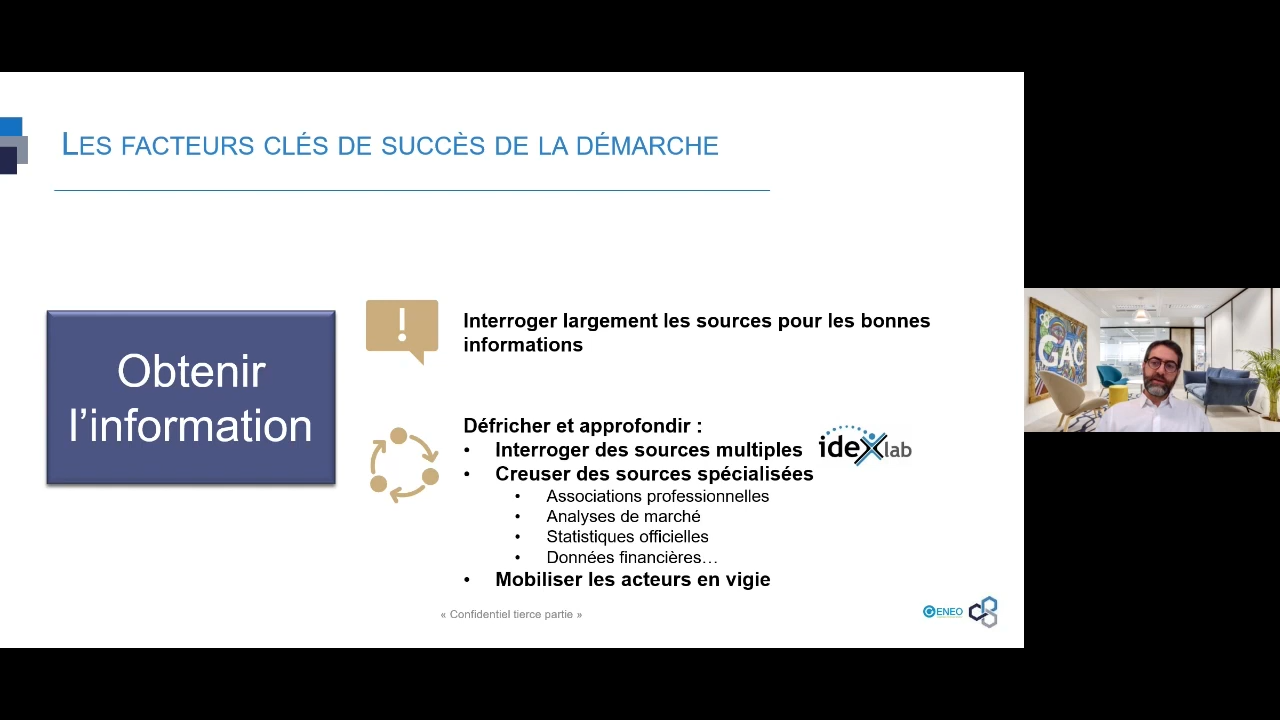 LES FACTEURS CLÉS DE SUCCÈS DE LA DÉMARCHE
Obtenir
l’information
!
Interroger largement les sources pour les bonnes
informations
Défricher et approfondir :
• Interroger des sources multiples
idexlab
• Creuser des sources spécialisées
• Associations professionnelles
• Analyses de marché
• Statistiques officielles
• Données financières…
• Mobiliser les acteurs en vigie
« Confidentiel tierce partie »
GENEO
GAC